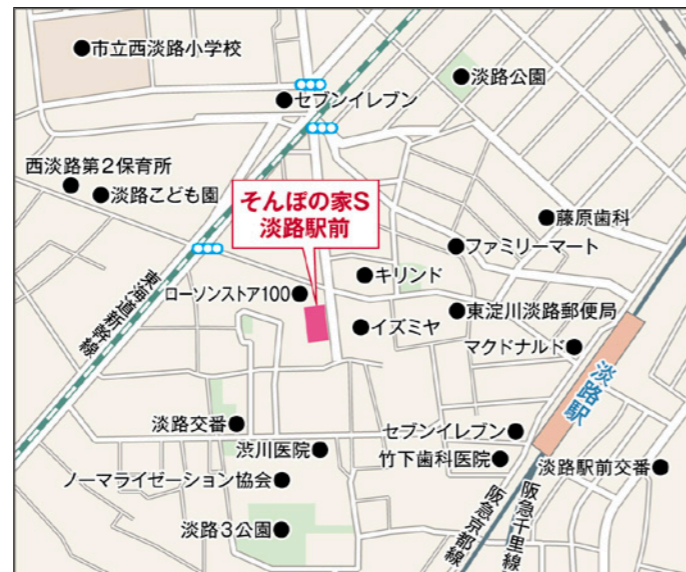 ●市立西淡路小学校
●淡路公園
●セブンイレブン
西淡路第2保育所
●
●淡路こども園
そんぽの家S
淡路駅前
●藤原歯科
●ファミリーマート
●キリンド
東海道新幹線
ローソンストア100●
●東淀川淡路郵便局
●イズミヤ
マクドナルド●
淡路駅
淡路交番●
セブンイレブン●
渋川医院●
竹下歯科医院●
淡路駅前交番●
ノーマライゼーション協会●
阪急京都線
阪急千里線
淡路3公園●